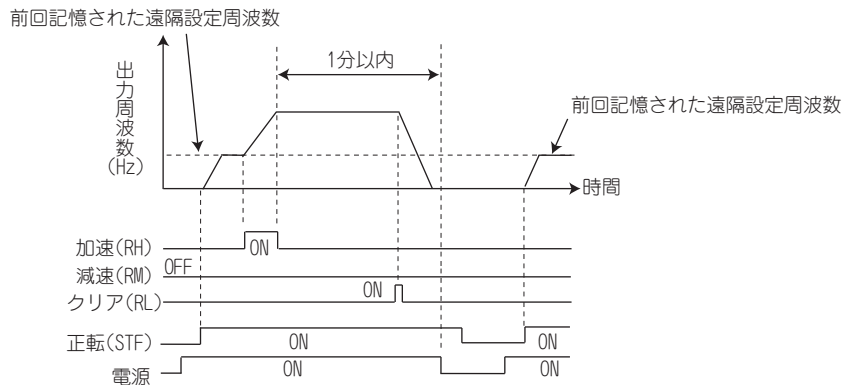 前回記憶された遠隔設定周波数
1分以内
出力周波数(Hz)
前回記憶された遠隔設定周波数
時間
加速(RH)
ON
減速(RM)
OFF
クリア(RL)
ON
正転(STF)
ON
ON
電源
ON
ON